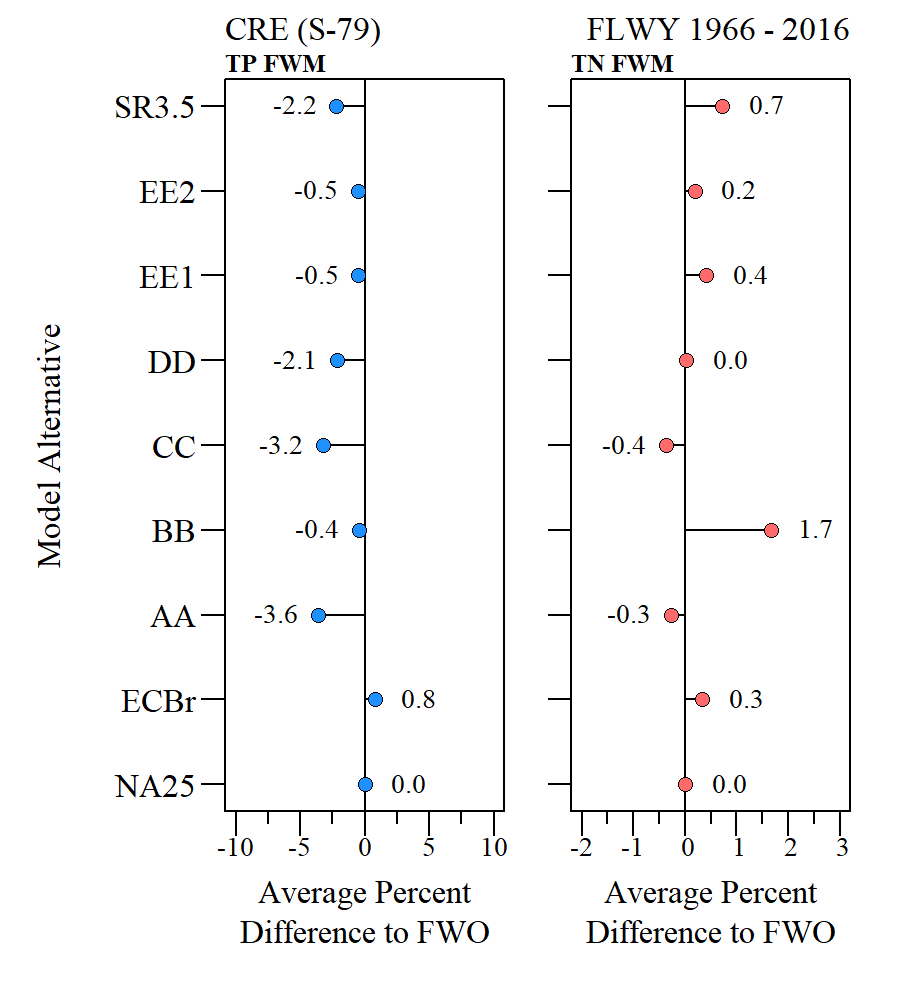 CRE (S-79) FLWY 1966 - 2016
TP FWM TN FWM
SR3.5 -2.2 0.7
EE2 -0.5 0.2
EE1 -0.5 0.4
DD -2.1 0.0
CC -3.2 -0.4
BB -0.4 1.7
AA -3.6 -0.3
ECBr 0.8 0.3
NA25 0.0 0.0
Model Alternative
-10 -5 0 5 10 -2 -1 0 1 2 3
Average Percent Average Percent
Difference to FWO Difference to FWO